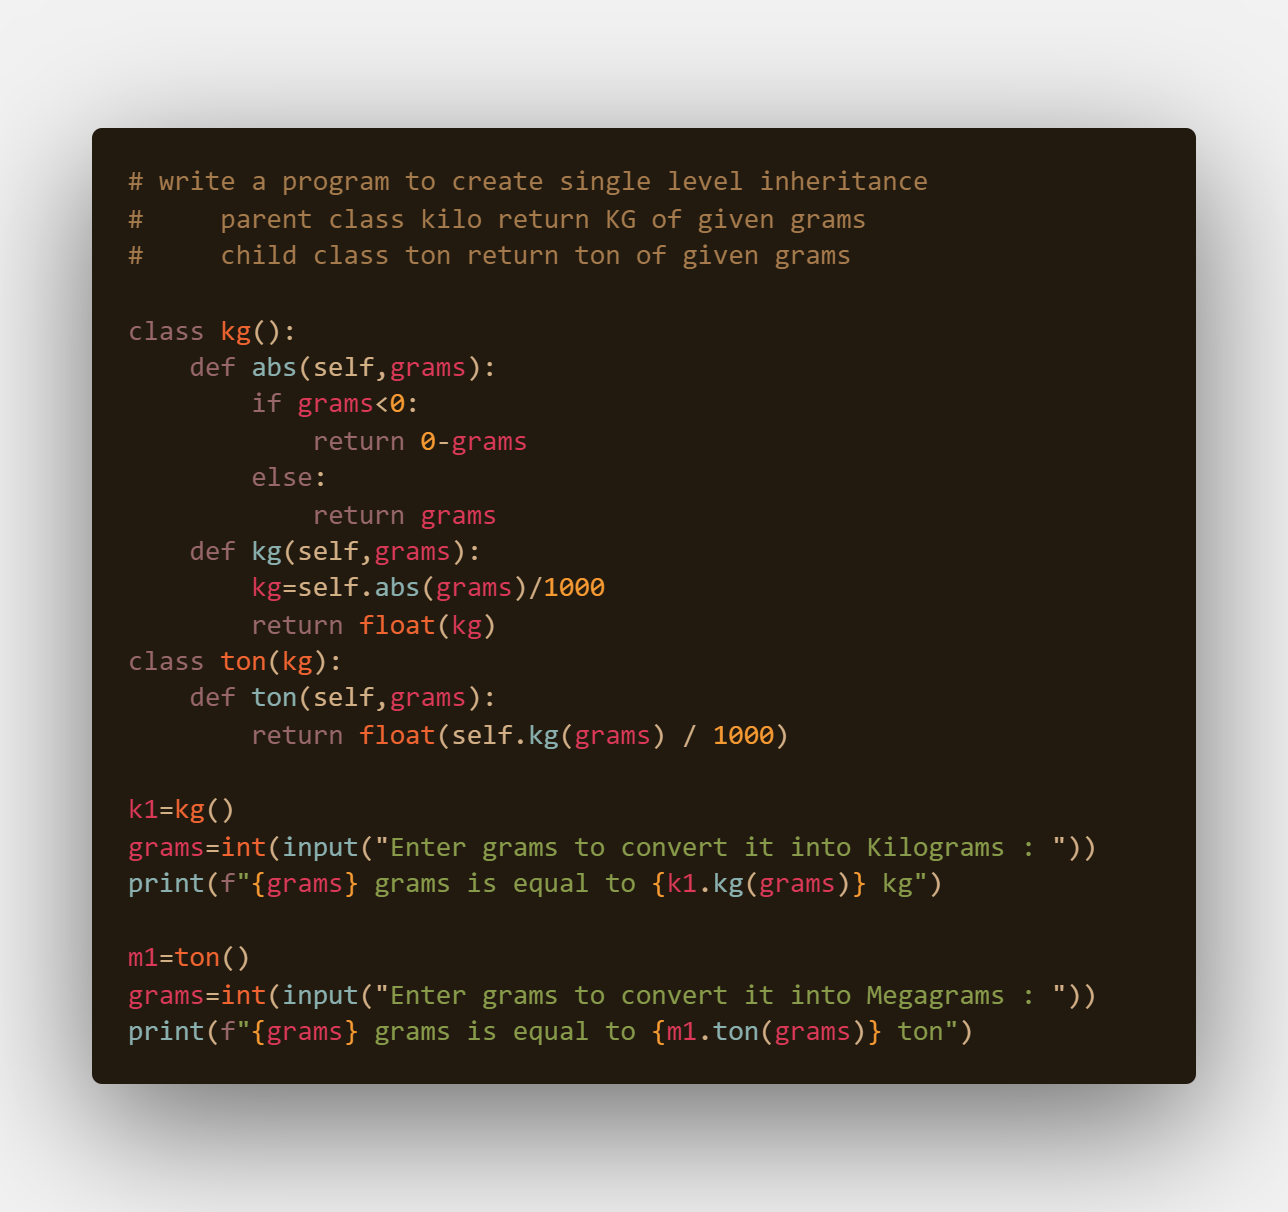 # write a program to create single level inheritance
#     parent class kilo return KG of given grams
#     child class ton return ton of given grams

class kg():
    def abs(self,grams):
        if grams<0:
            return 0-grams
        else:
            return grams
    def kg(self,grams):
        kg=self.abs(grams)/1000
        return float(kg)
class ton(kg):
    def ton(self,grams):
        return float(self.kg(grams) / 1000)

k1=kg()
grams=int(input("Enter grams to convert it into Kilograms : "))
print(f"{grams} grams is equal to {k1.kg(grams)} kg")

m1=ton()
grams=int(input("Enter grams to convert it into Megagrams : "))
print(f"{grams} grams is equal to {m1.ton(grams)} ton")